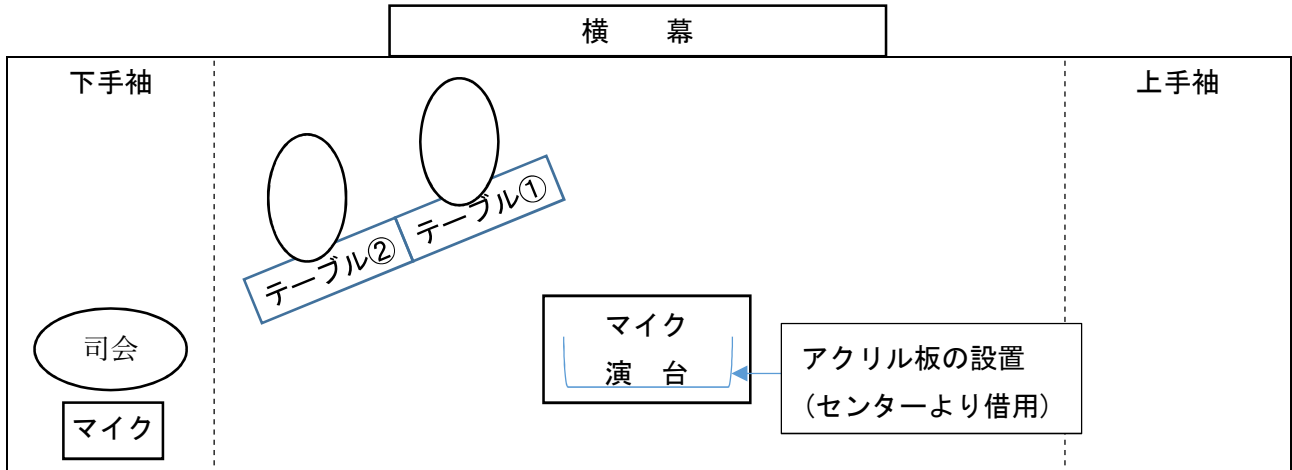 横　幕
下手袖
上手袖
テーブル①
テーブル②
司会
マイク
マイク
演　台
アクリル板の設置
（センターより借用）